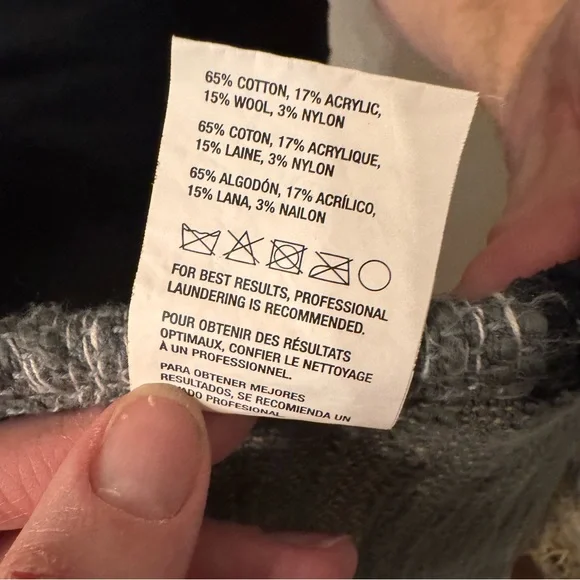 65% COTTON, 17% ACRYLIC,
15% WOOL, 3% NYLON
65% COTON, 17% ACRYLIQUE,
15% LAINE, 3% NYLON
65% ALGODÓN, 17% ACRÍLICO,
15% LANA, 3% NAILON
FOR BEST RESULTS, PROFESSIONAL
LAUNDERING IS RECOMMENDED.
POUR OBTENIR DES RÉSULTATS
OPTIMAUX, CONFIER LE NETTOYAGE
À UN PROFESSIONNEL.
PARA OBTENER MEJORES
RESULTADOS, SE RECOMIENDA UN
PROFESIONAL.